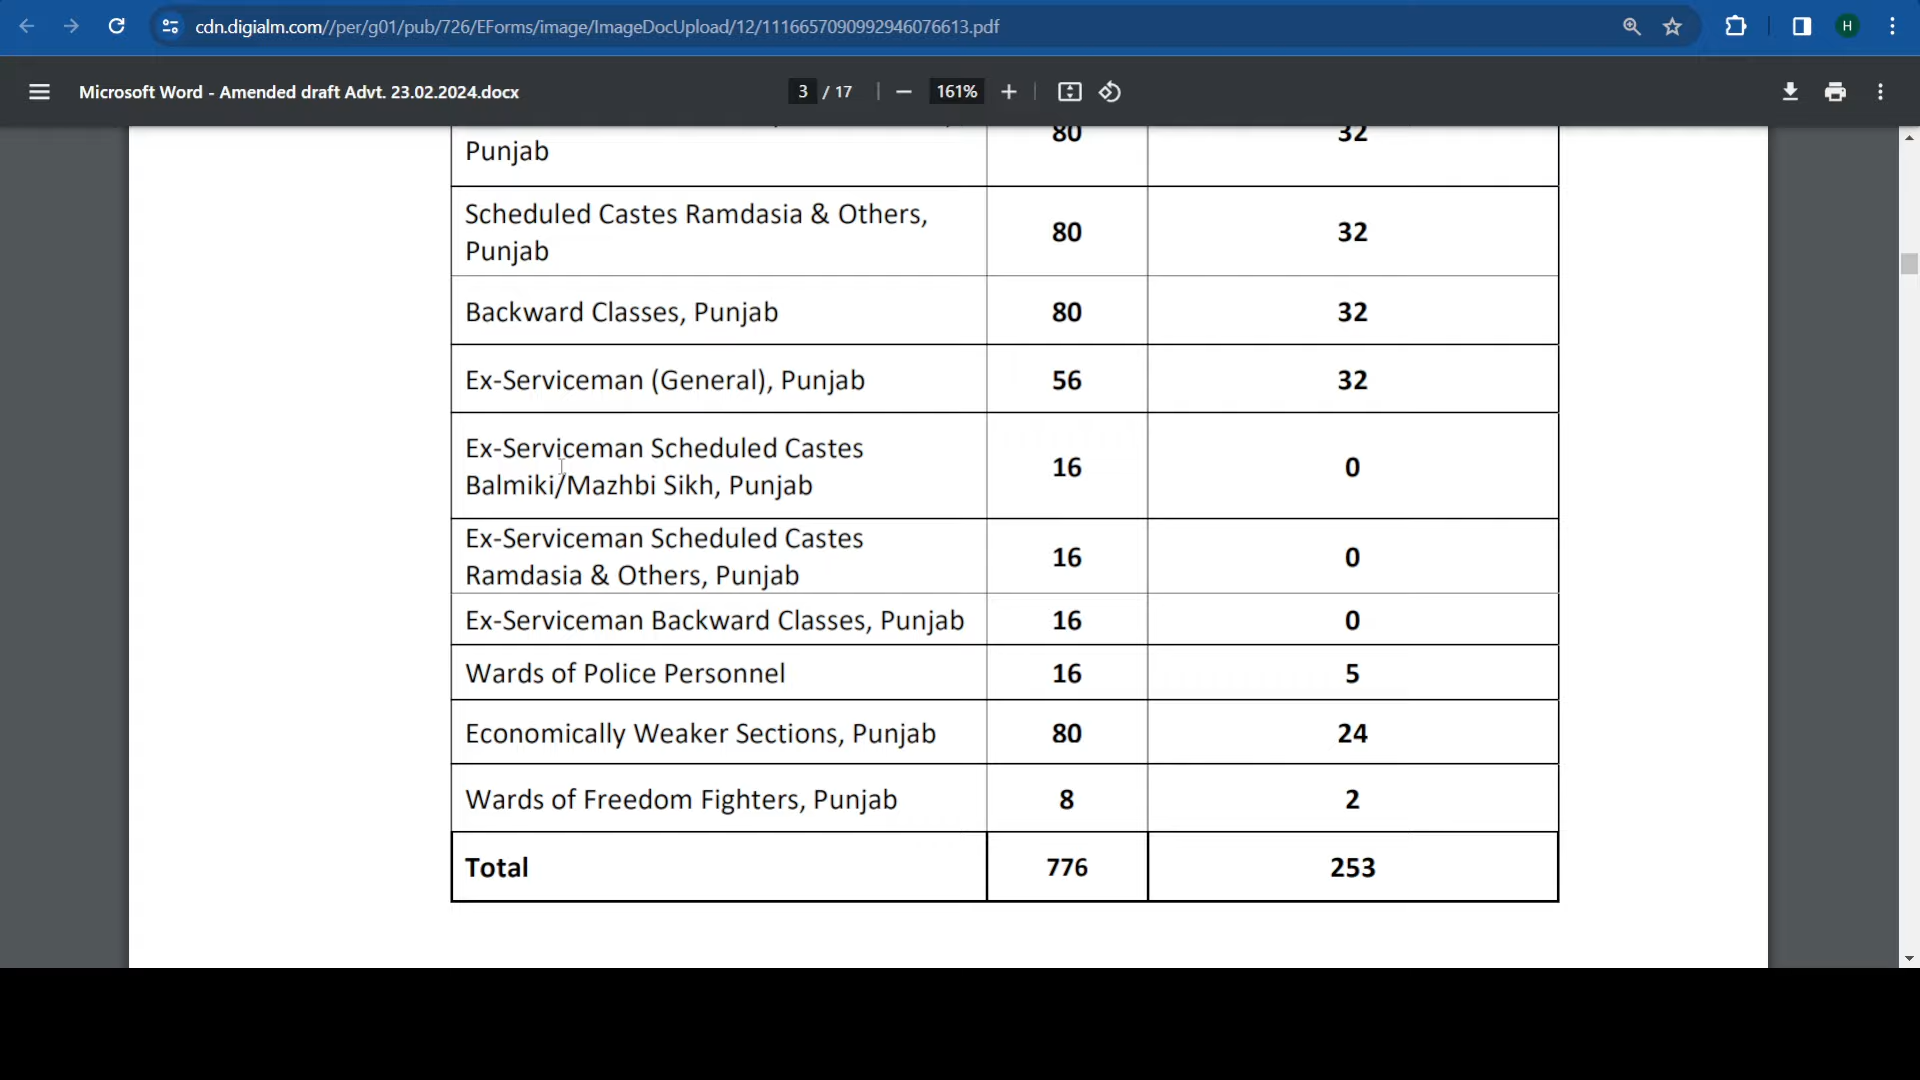 cdn.digialm.com//per/g01/pub/726/EForms/image/ImageDocUpload/12/1116657090992946076613.pdf
H
Microsoft Word - Amended draft Advt. 23.02.2024.docx
3 / 17
161%
Punjab 80 32
Scheduled Castes Ramdasia & Others,
Punjab 80 32
Backward Classes, Punjab 80 32
Ex-Serviceman (General), Punjab 56 32
Ex-Serviceman Scheduled Castes
Balmiki/Mazhbi Sikh, Punjab 16 0
Ex-Serviceman Scheduled Castes
Ramdasia & Others, Punjab 16 0
Ex-Serviceman Backward Classes, Punjab 16 0
Wards of Police Personnel 16 5
Economically Weaker Sections, Punjab 80 24
Wards of Freedom Fighters, Punjab 8 2
Total 776 253